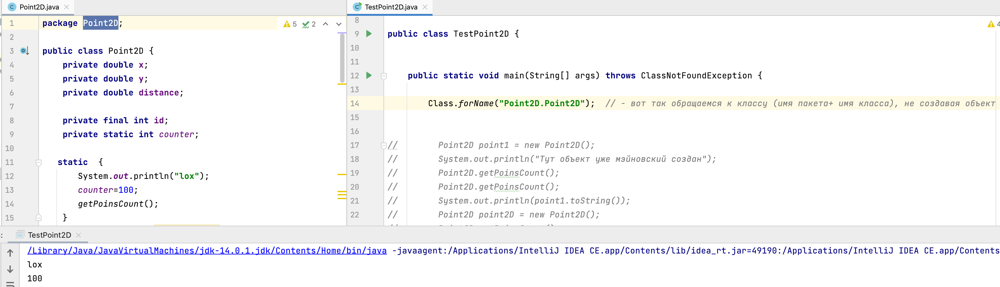 Point2D.java
TestPoint2D.java
1 package Point2D;
5 2
2
3 public class Point2D {
4 private double x;
5 private double y;
6 private double distance;
7
8 private final int id;
9 private static int counter;
10
11 static {
12 System.out.println("lox");
13 counter=100;
14 getPoinsCount();
15 }
8
9 public class TestPoint2D {
10
11
12 public static void main(String[] args) throws ClassNotFoundException {
13
14 Class.forName("Point2D.Point2D"); // - вот так обращаемся к классу (имя пакета+ имя класса), не создавая объект
15
16
17 // Point2D point1 = new Point2D();
18 // System.out.println("Тут объект уже мэйновский создан");
19 // Point2D.getPoinsCount();
20 // Point2D.getPoinsCount();
21 // System.out.println(point1.toString());
22 // Point2D point2D = new Point2D();
TestPoint2D
/Library/Java/JavaVirtualMachines/jdk-14.0.1.jdk/Contents/Home/bin/java -javaagent:/Applications/IntelliJ IDEA CE.app/Contents/lib/idea_rt.jar=49190:/Applications/IntelliJ IDEA CE.app/Contents
lox
100